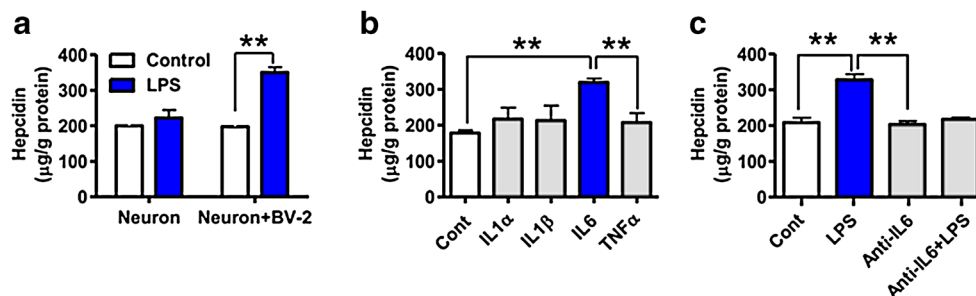 a
**
Control
LPS
400
300
200
100
0
Hepcidin
(μg/g protein)
Neuron
Neuron+BV-2
b
**
**
400
300
200
100
0
Hepcidin
(μg/g protein)
Cont
IL1α
IL1β
IL6
TNFα
c
**
**
400
300
200
100
0
Hepcidin
(μg/g protein)
Cont
LPS
Anti-IL6
Anti-IL6+LPS